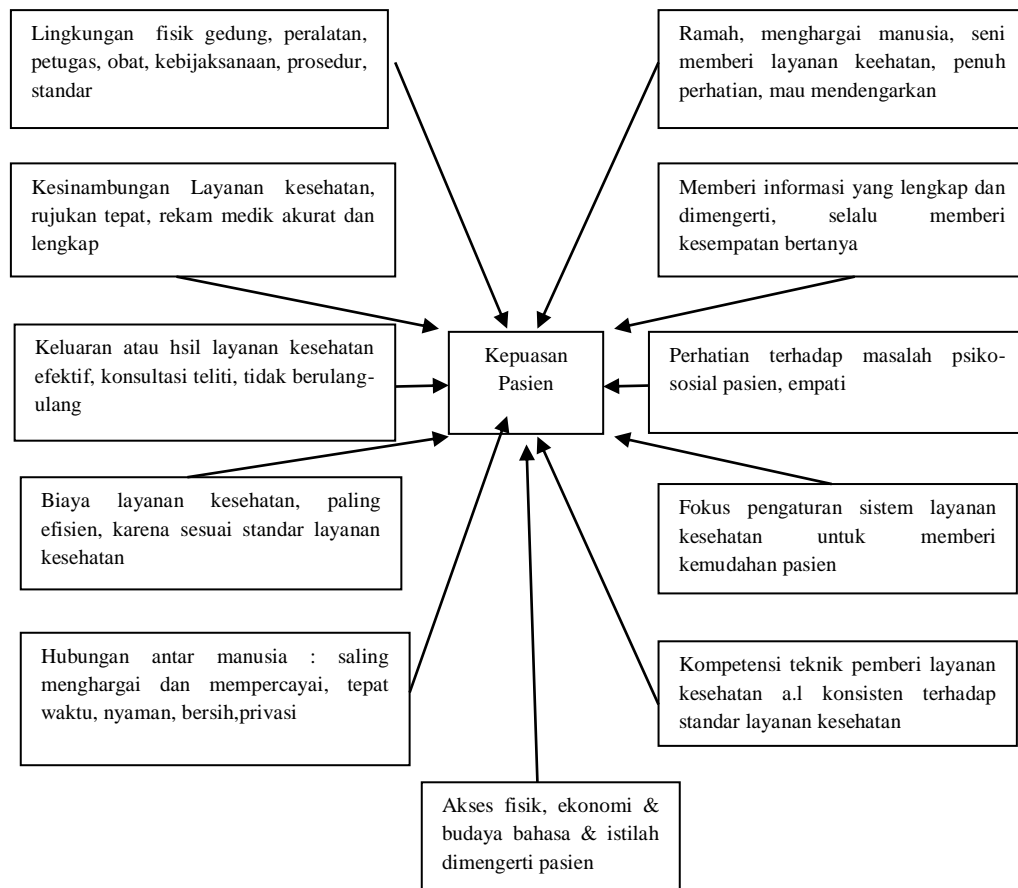 Lingkungan fisik gedung, peralatan,
petugas, obat, kebijaksanaan, prosedur,
standar
Ramah, menghargai manusia, seni
memberi layanan keehatan, penuh
perhatian, mau mendengarkan
Kesinambungan Layanan kesehatan,
rujukan tepat, rekam medik akurat dan
lengkap
Memberi informasi yang lengkap dan
dimengerti, selalu memberi
kesempatan bertanya
Keluaran atau hsil layanan kesehatan
efektif, konsultasi teliti, tidak berulang-
ulang
Kepuasan
Pasien
Perhatian terhadap masalah psiko-
sosial pasien, empati
Biaya layanan kesehatan, paling
efisien, karena sesuai standar layanan
kesehatan
Fokus pengaturan sistem layanan
kesehatan untuk memberi
kemudahan pasien
Hubungan antar manusia : saling
menghargai dan mempercayai, tepat
waktu, nyaman, bersih,privasi
Kompetensi teknik pemberi layanan
kesehatan a.l konsisten terhadap
standar layanan kesehatan
Akses fisik, ekonomi &
budaya bahasa & istilah
dimengerti pasien